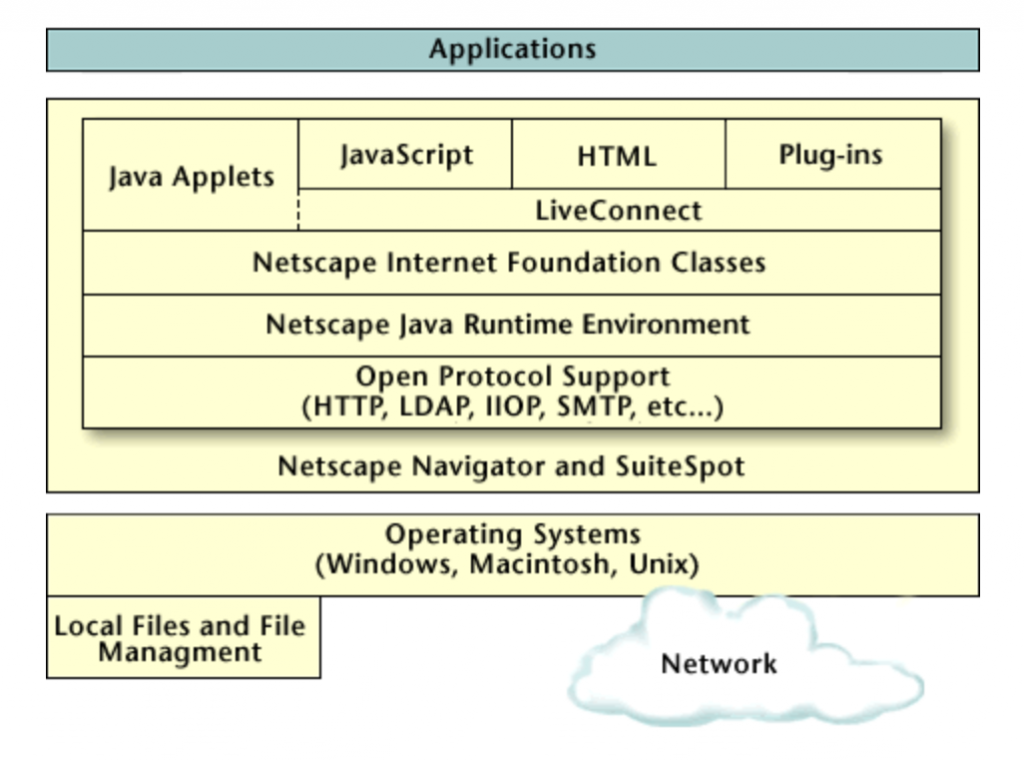 Applications
Java Applets
JavaScript
HTML
Plug-ins
LiveConnect
Netscape Internet Foundation Classes
Netscape Java Runtime Environment
Open Protocol Support
(HTTP, LDAP, IIOP, SMTP, etc...)
Netscape Navigator and SuiteSpot
Operating Systems
(Windows, Macintosh, Unix)
Local Files and File
Managment
Network